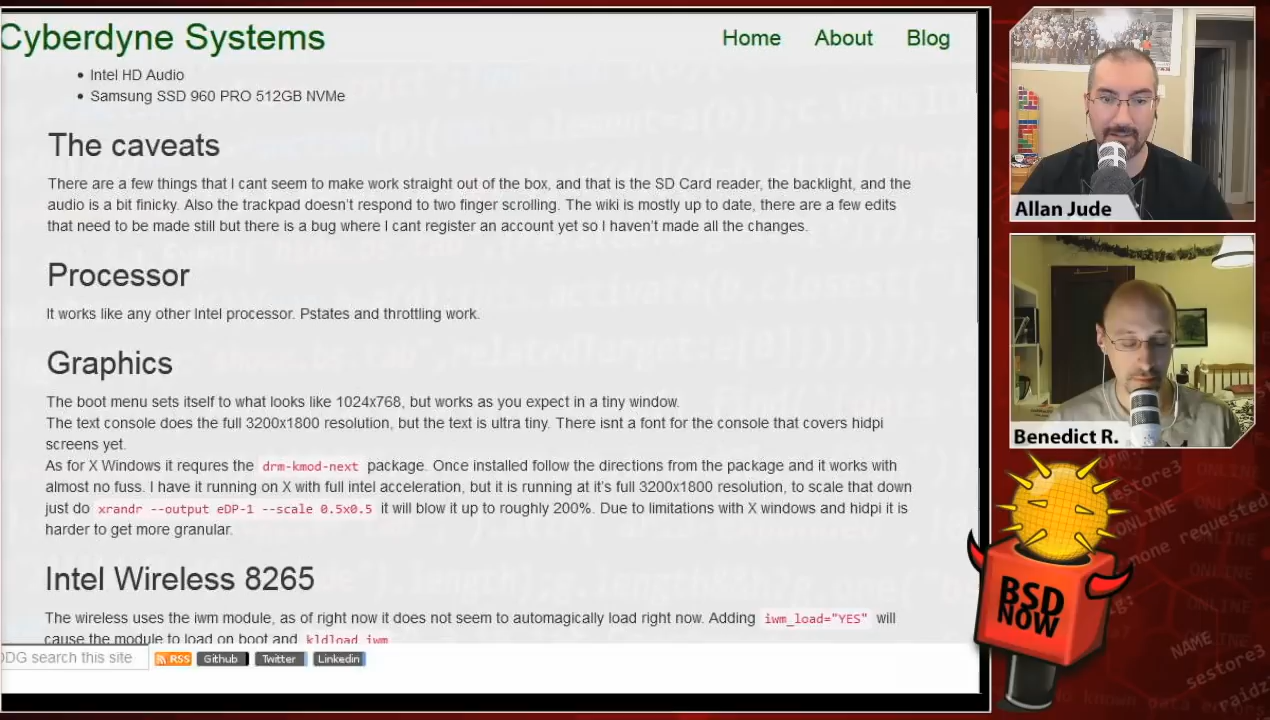 Cyberdyne Systems
Home About Blog
Intel HD Audio
Samsung SSD 960 PRO 512GB NVMe
The caveats
There are a few things that I cant seem to make work straight out of the box, and that is the SD Card reader, the backlight, and the
audio is a bit finicky. Also the trackpad doesn't respond to two finger scrolling. The wiki is mostly up to date, there are a few edits
that need to be made still but there is a bug where I cant register an account yet so I haven't made all the changes.
Processor
It works like any other Intel processor. Pstates and throttling work.
Graphics
The boot menu sets itself to what looks like 1024x768, but works as you expect in a tiny window.
The text console does the full 3200x1800 resolution, but the text is ultra tiny. There isnt a font for the console that covers hidpi
screens yet.
As for X Windows it requres the drm-kmod-next package. Once installed follow the directions from the package and it works with
almost no fuss. I have it running on X with full intel acceleration, but it is running at it's full 3200x1800 resolution, to scale that down
just do xrandr --output eDP-1 --scale 0.5x0.5 it will blow it up to roughly 200%. Due to limitations with X windows and hidpi it is
harder to get more granular.
Intel Wireless 8265
The wireless uses the iwm module, as of right now it does not seem to automagically load right now. Adding iwm_load="YES" will
cause the module to load on boot and kldload iwm
DDG search this site RSS Github Twitter Linkedin
Allan Jude
Benedict R.
BSD
NOW
ONLINE
ONLINE
NAME